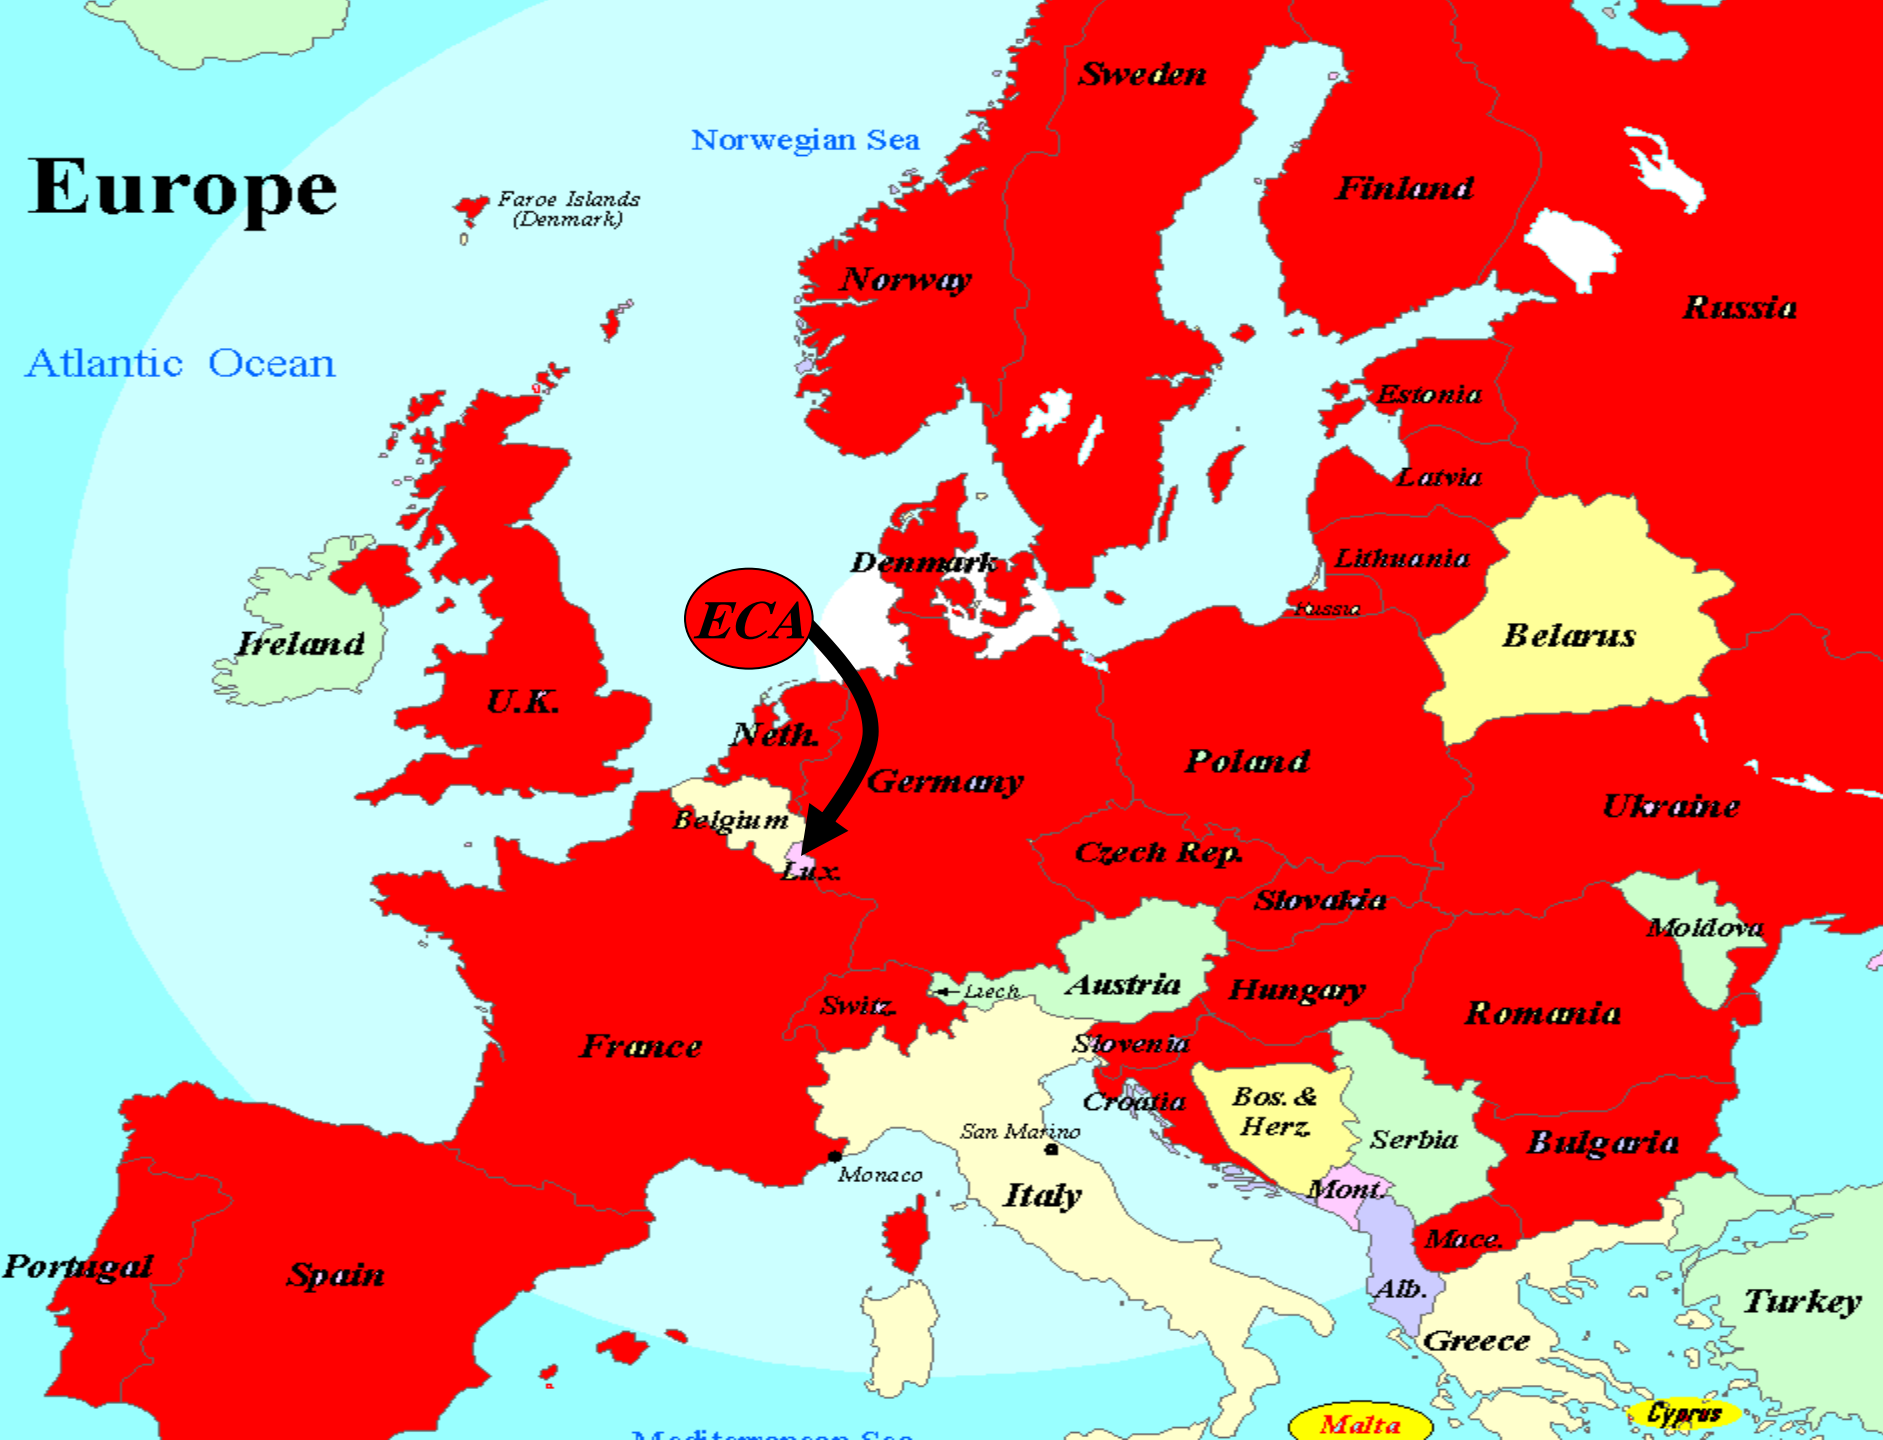 Sweden
Norwegian Sea
Europe
Faroe Islands
(Denmark)
Finland
Norway
Russia
Atlantic Ocean
Estonia
Latvia
Denmark
Lithuania
Russia
ECA
Belarus
Ireland
U.K.
Neth.
Germany
Poland
Ukraine
Belgium
Czech Rep.
Lux.
Slovakia
Moldova
Austria
Liech.
Hungary
Switz.
Romania
France
Slovenia
Bos. &
Herz.
Croatia
San Marino
Serbia
Bulgaria
Monaco
Italy
Mont.
Mace.
Portugal
Spain
Alb.
Turkey
Greece
Cyprus
Malta
Mediterranean Sea